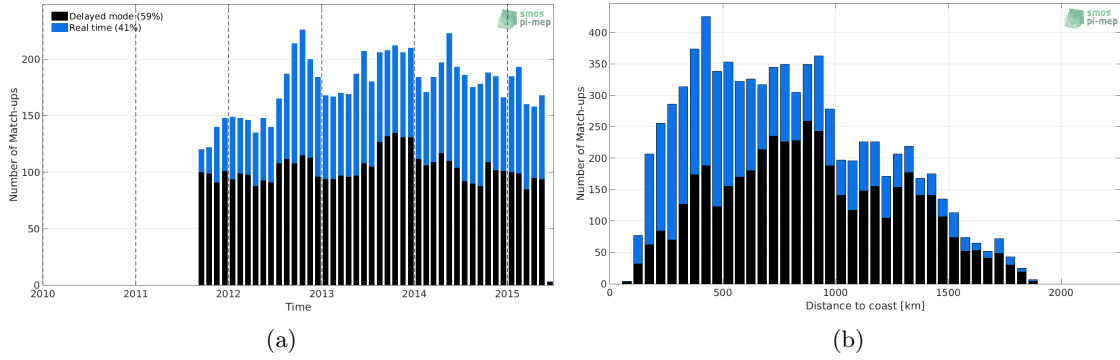 Delayed mode (59%)
Real time (41%)
smos
pi-mep
Number of Match-ups
200
150
100
50
0
2010
2011
2012
2013
2014
2015
Time
(a)
smos
pi-mep
Number of Match-ups
400
350
300
250
200
150
100
50
0
0
500
1000
1500
2000
Distance to coast [km]
(b)